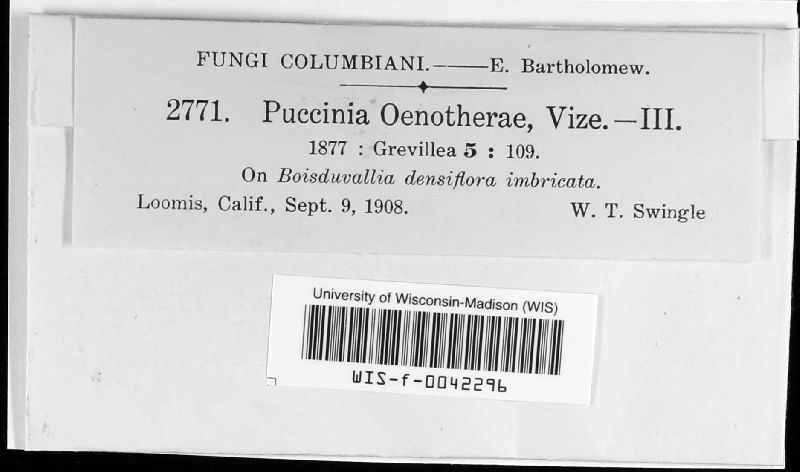 FUNGI COLUMBIANI.——E. Bartholomew.
2771. Puccinia Oenotherae, Vize.—III.
1877 : Grevillea 5 : 109.
On Boisduvallia densiflora imbricata.
Loomis, Calif., Sept. 9, 1908. W. T. Swingle
University of Wisconsin-Madison (WIS)
WIS-f-0042296